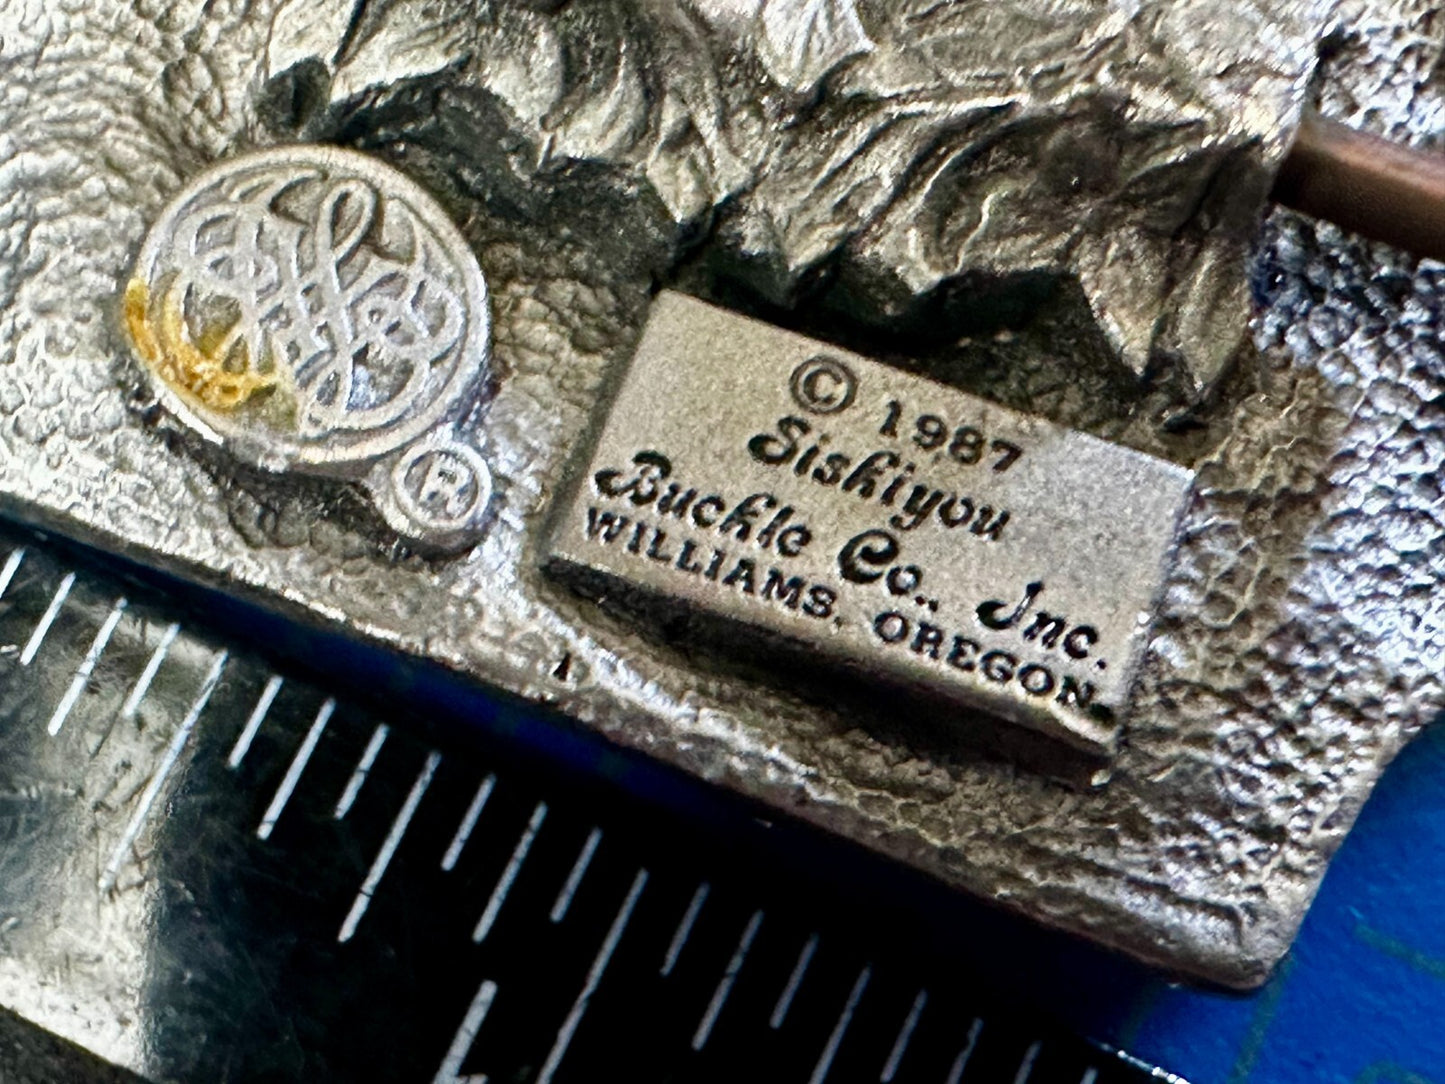 © 1987
Siskiyou
Buckle Co., Inc.
WILLIAMS, OREGON
®